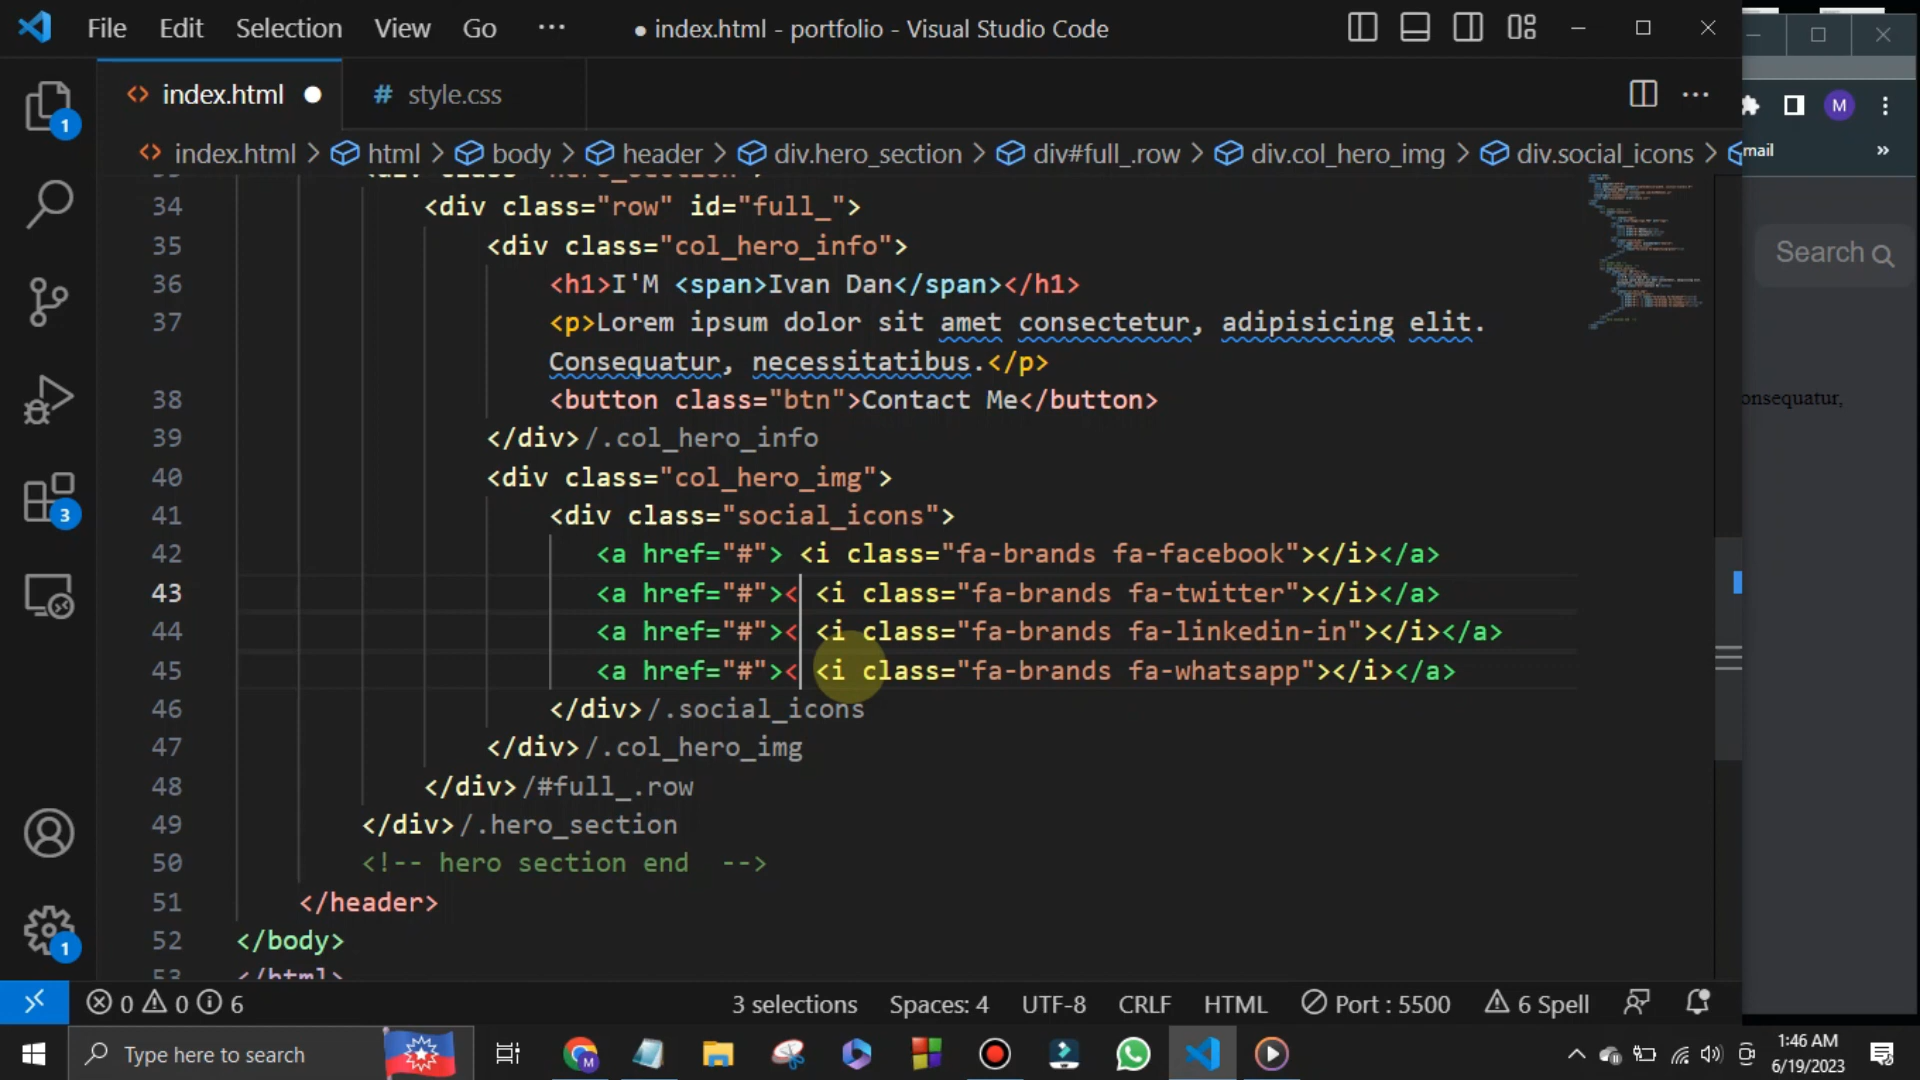 File Edit Selection View Go ··· ● index.html - portfolio - Visual Studio Code
<> index.html ● # style.css
<> index.html > html > body > header > div.hero_section > div#full_.row > div.col_hero_img > div.social_icons >
34 <div class="row" id="full_">
35 <div class="col_hero_info">
36 <h1>I'M <span>Ivan Dan</span></h1>
37 <p>Lorem ipsum dolor sit amet consectetur, adipisicing elit.
Consequatur, necessitatibus.</p>
38 <button class="btn">Contact Me</button>
39 </div>/.col_hero_info
40 <div class="col_hero_img">
41 <div class="social_icons">
42 <a href="#"> <i class="fa-brands fa-facebook"></i></a>
43 <a href="#">< <i class="fa-brands fa-twitter"></i></a>
44 <a href="#">< <i class="fa-brands fa-linkedin-in"></i></a>
45 <a href="#">< <i class="fa-brands fa-whatsapp"></i></a>
46 </div>/.social_icons
47 </div>/.col_hero_img
48 </div>/#full_.row
49 </div>/.hero_section
50 <!-- hero section end -->
51 </header>
52 </body>
53 </html>
1
3
1
M
mail »
Search
onsequatur,
0 0 6 3 selections Spaces: 4 UTF-8 CRLF HTML Port : 5500 6 Spell
Type here to search
M
1:46 AM
6/19/2023